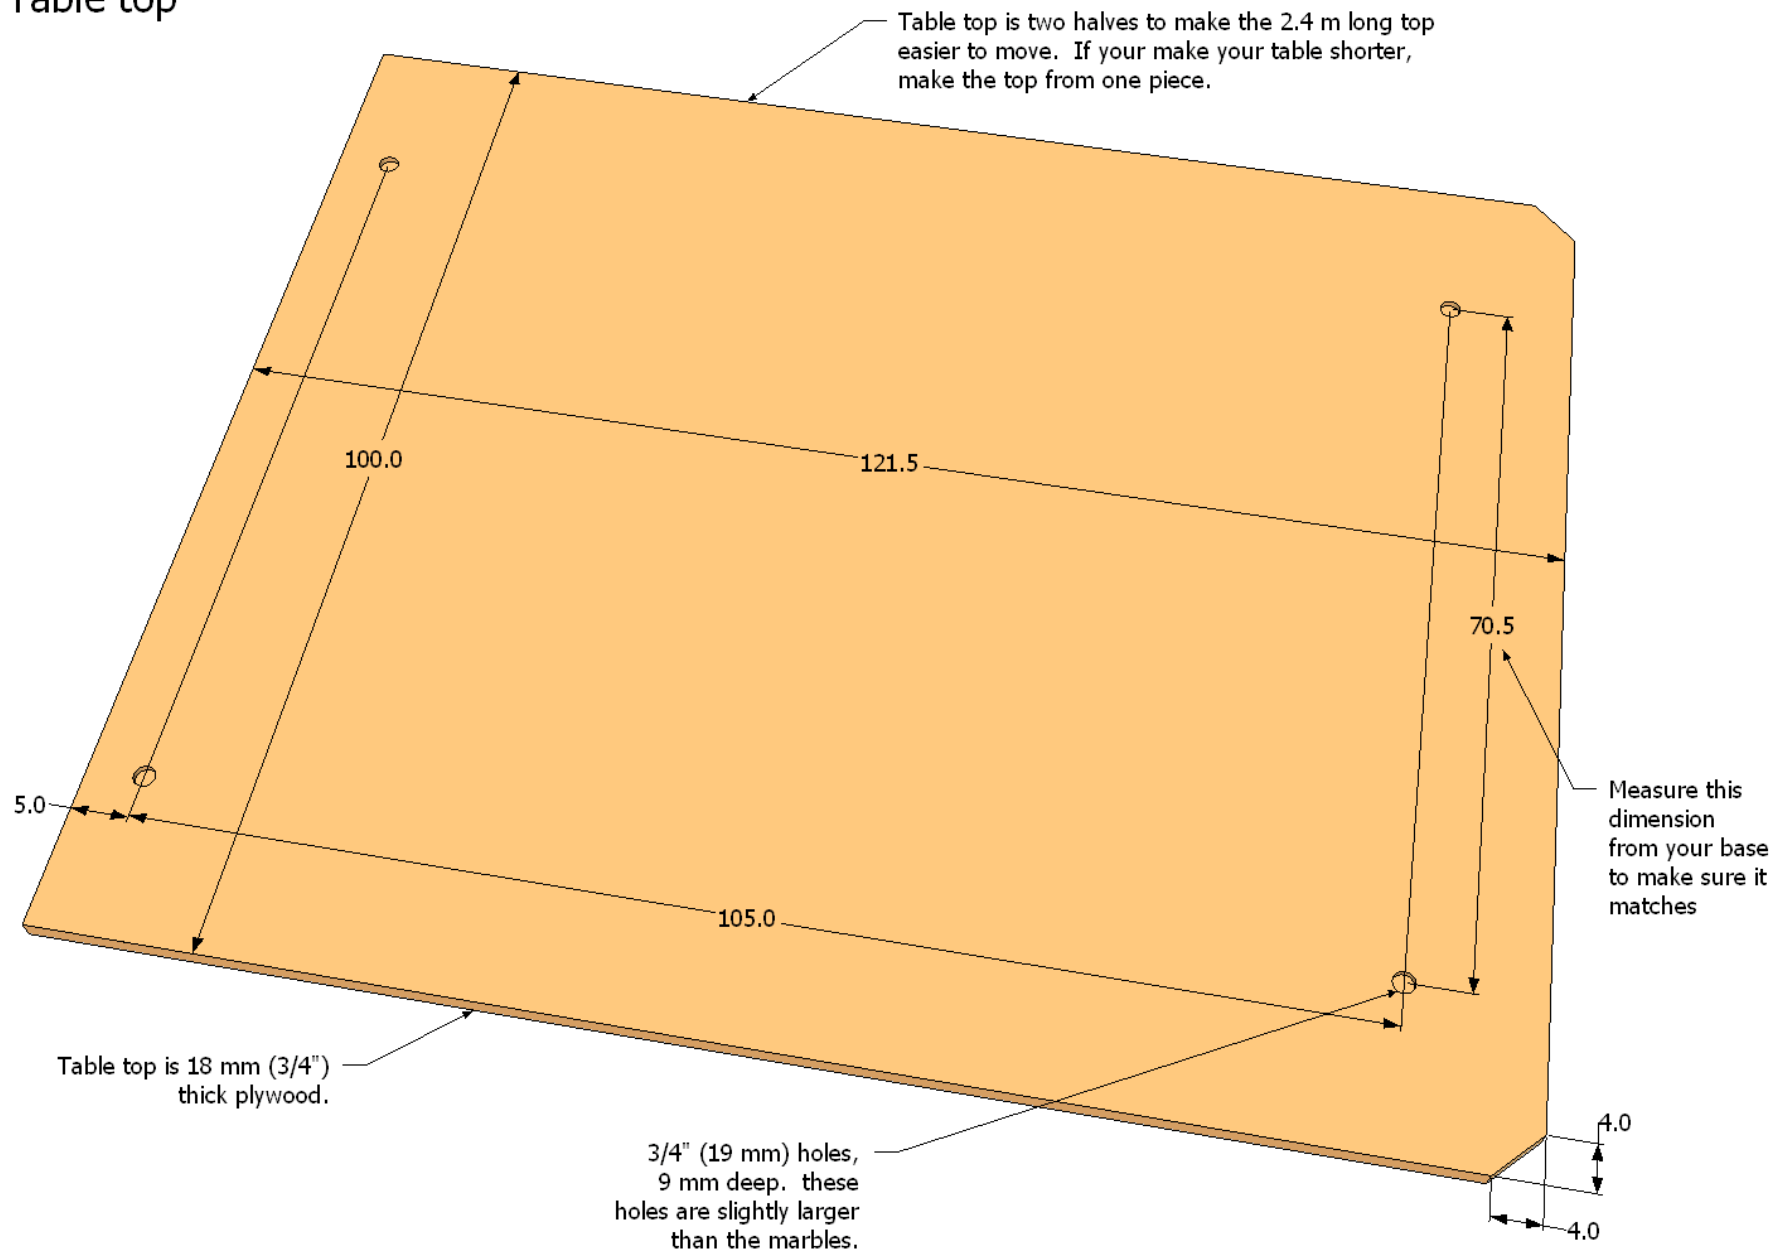 Table top
Table top is two halves to make the 2.4 m long top
easier to move.  If your make your table shorter,
make the top from one piece.
100.0
121.5
70.5
Measure this
dimension
from your base
to make sure it
matches
5.0
105.0
Table top is 18 mm (3/4")
thick plywood.
3/4" (19 mm) holes,
9 mm deep.  these
holes are slightly larger
than the marbles.
4.0
4.0